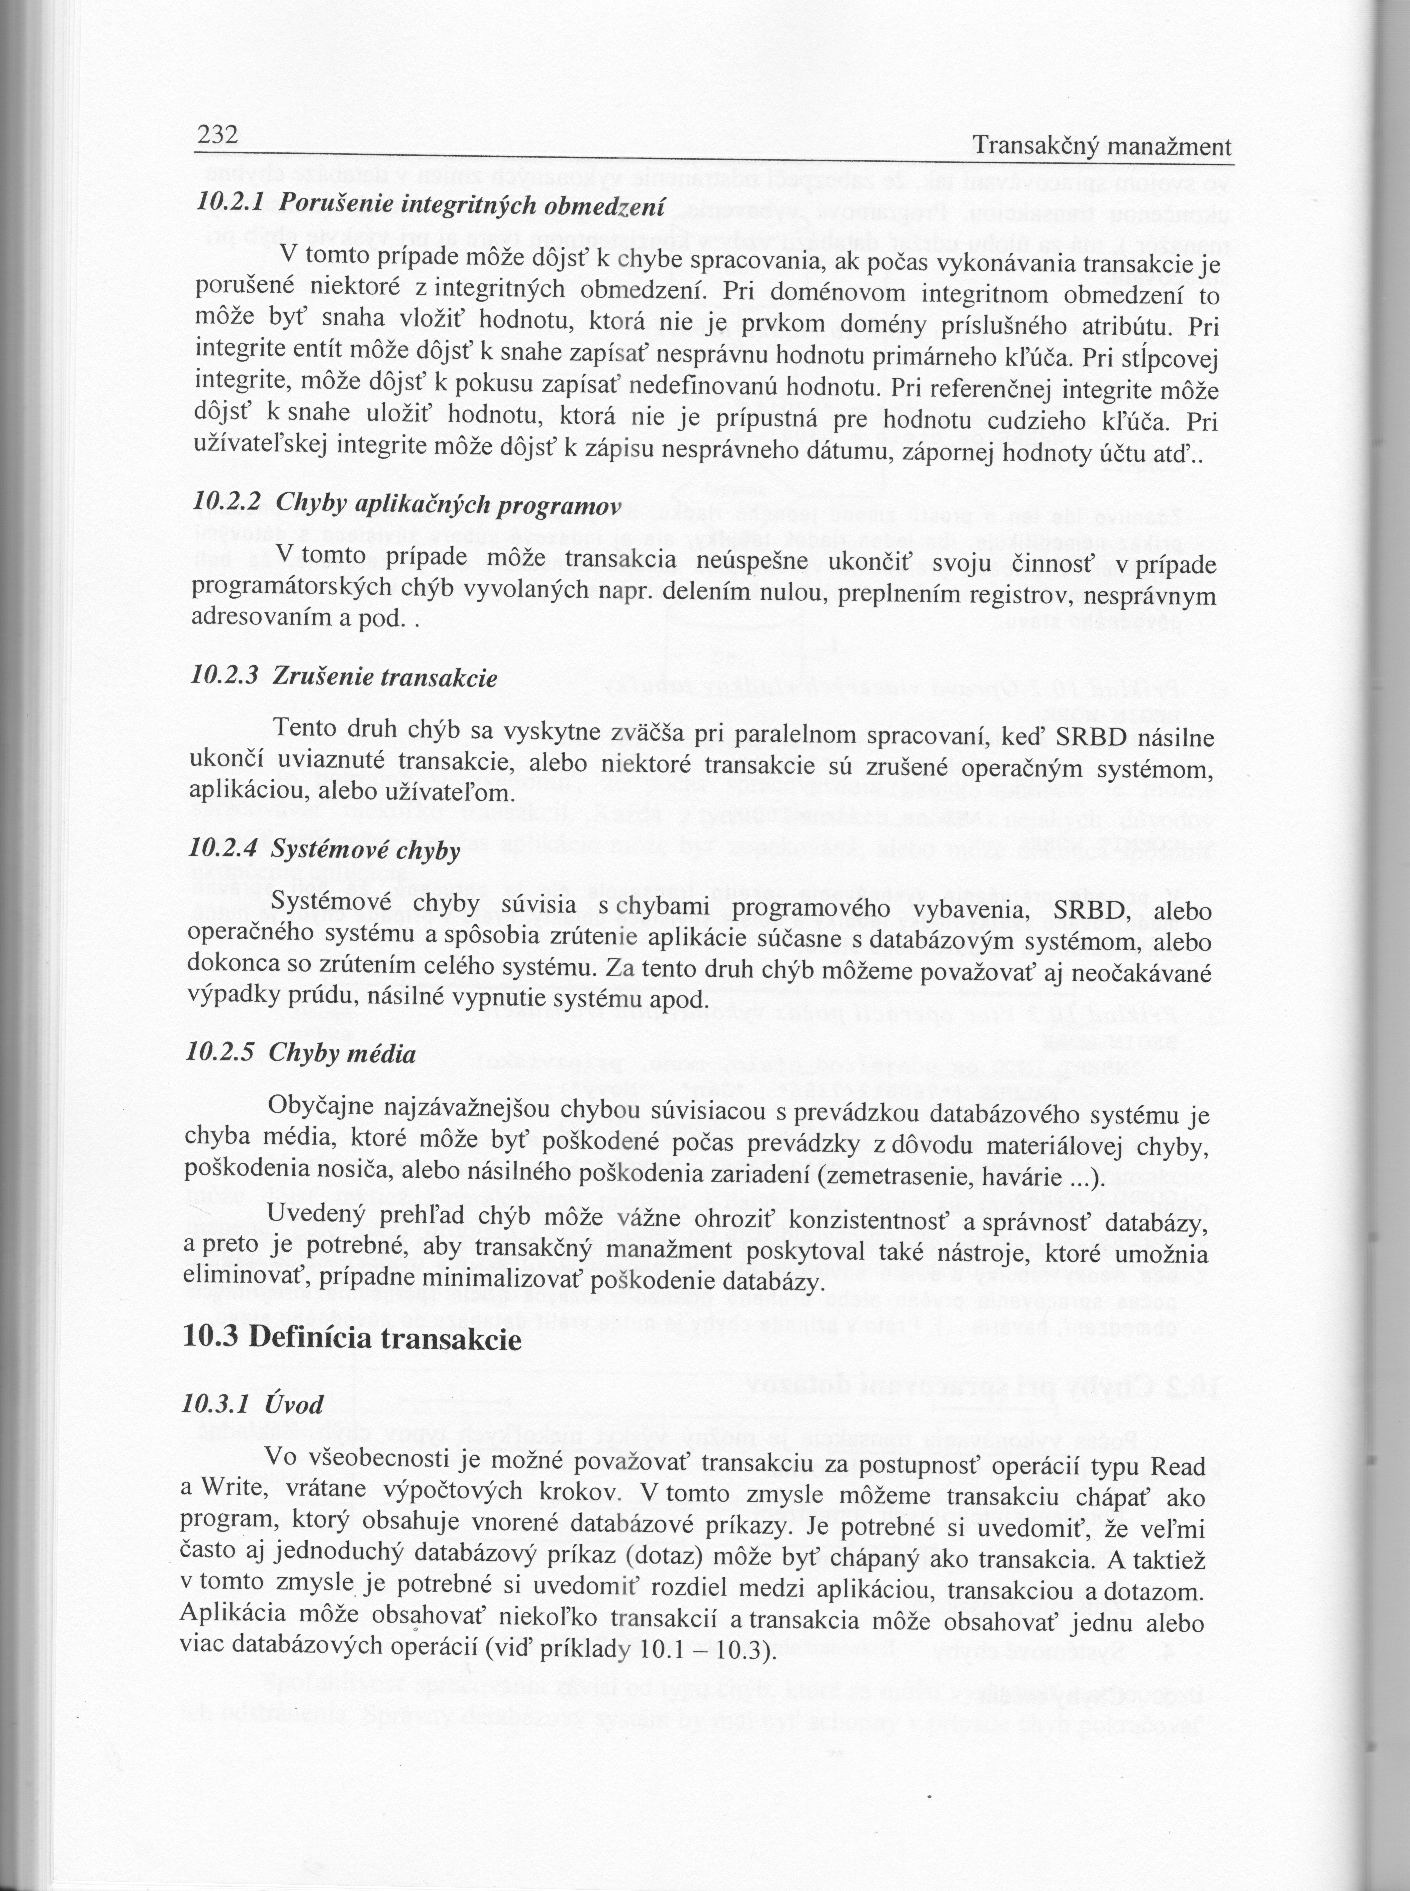 232
Transakčný manažment
10.2.1 Porušenie integritných obmedzení
V tomto prípade môže dôjsť k chybe spracovania, ak počas vykonávania transakcie je
porušené niektoré z integritných obmedzení. Pri doménovom integritnom obmedzení to
môže byť snaha vložiť hodnotu, ktorá nie je prvkom domény príslušného atribútu. Pri
integrite entít môže dôjsť k snahe zapísať nesprávnu hodnotu primárneho kľúča. Pri stĺpcovej
integrite, môže dôjsť k pokusu zapísať nedefinovanú hodnotu. Pri referenčnej integrite môže
dôjsť k snahe uložiť hodnotu, ktorá nie je prípustná pre hodnotu cudzieho kľúča. Pri
užívateľskej integrite môže dôjsť k zápisu nesprávneho dátumu, zápornej hodnoty účtu atď..
10.2.2 Chyby aplikačných programov
V tomto prípade môže transakcia neúspešne ukončiť svoju činnosť v prípade
programátorských chýb vyvolaných napr. delením nulou, preplnením registrov, nesprávnym
adresovaním a pod. .
10.2.3 Zrušenie transakcie
Tento druh chýb sa vyskytne zväčša pri paralelnom spracovaní, keď SRBD násilne
ukončí uviaznuté transakcie, alebo niektoré transakcie sú zrušené operačným systémom,
aplikáciou, alebo užívateľom.
10.2.4 Systémové chyby
Systémové chyby súvisia s chybami programového vybavenia, SRBD, alebo
operačného systému a spôsobia zrútenie aplikácie súčasne s databázovým systémom, alebo
dokonca so zrútením celého systému. Za tento druh chýb môžeme považovať aj neočakávané
výpadky prúdu, násilné vypnutie systému apod.
10.2.5 Chyby média
Obyčajne najzávažnejšou chybou súvisiacou s prevádzkou databázového systému je
chyba média, ktoré môže byť poškodené počas prevádzky z dôvodu materiálovej chyby,
poškodenia nosiča, alebo násilného poškodenia zariadení (zemetrasenie, havárie ...).
Uvedený prehľad chýb môže vážne ohroziť konzistentnosť a správnosť databázy,
a preto je potrebné, aby transakčný manažment poskytoval také nástroje, ktoré umožnia
eliminovať, prípadne minimalizovať poškodenie databázy.
10.3 Definícia transakcie
10.3.1 Úvod
Vo všeobecnosti je možné považovať transakciu za postupnosť operácií typu Read
a Write, vrátane výpočtových krokov. V tomto zmysle môžeme transakciu chápať ako
program, ktorý obsahuje vnorené databázové príkazy. Je potrebné si uvedomiť, že veľmi
často aj jednoduchý databázový príkaz (dotaz) môže byť chápaný ako transakcia. A taktiež
v tomto zmysle je potrebné si uvedomiť rozdiel medzi aplikáciou, transakciou a dotazom.
Aplikácia môže obsahovať niekoľko transakcií a transakcia môže obsahovať jednu alebo
viac databázových operácií (viď príklady 10.1 – 10.3).